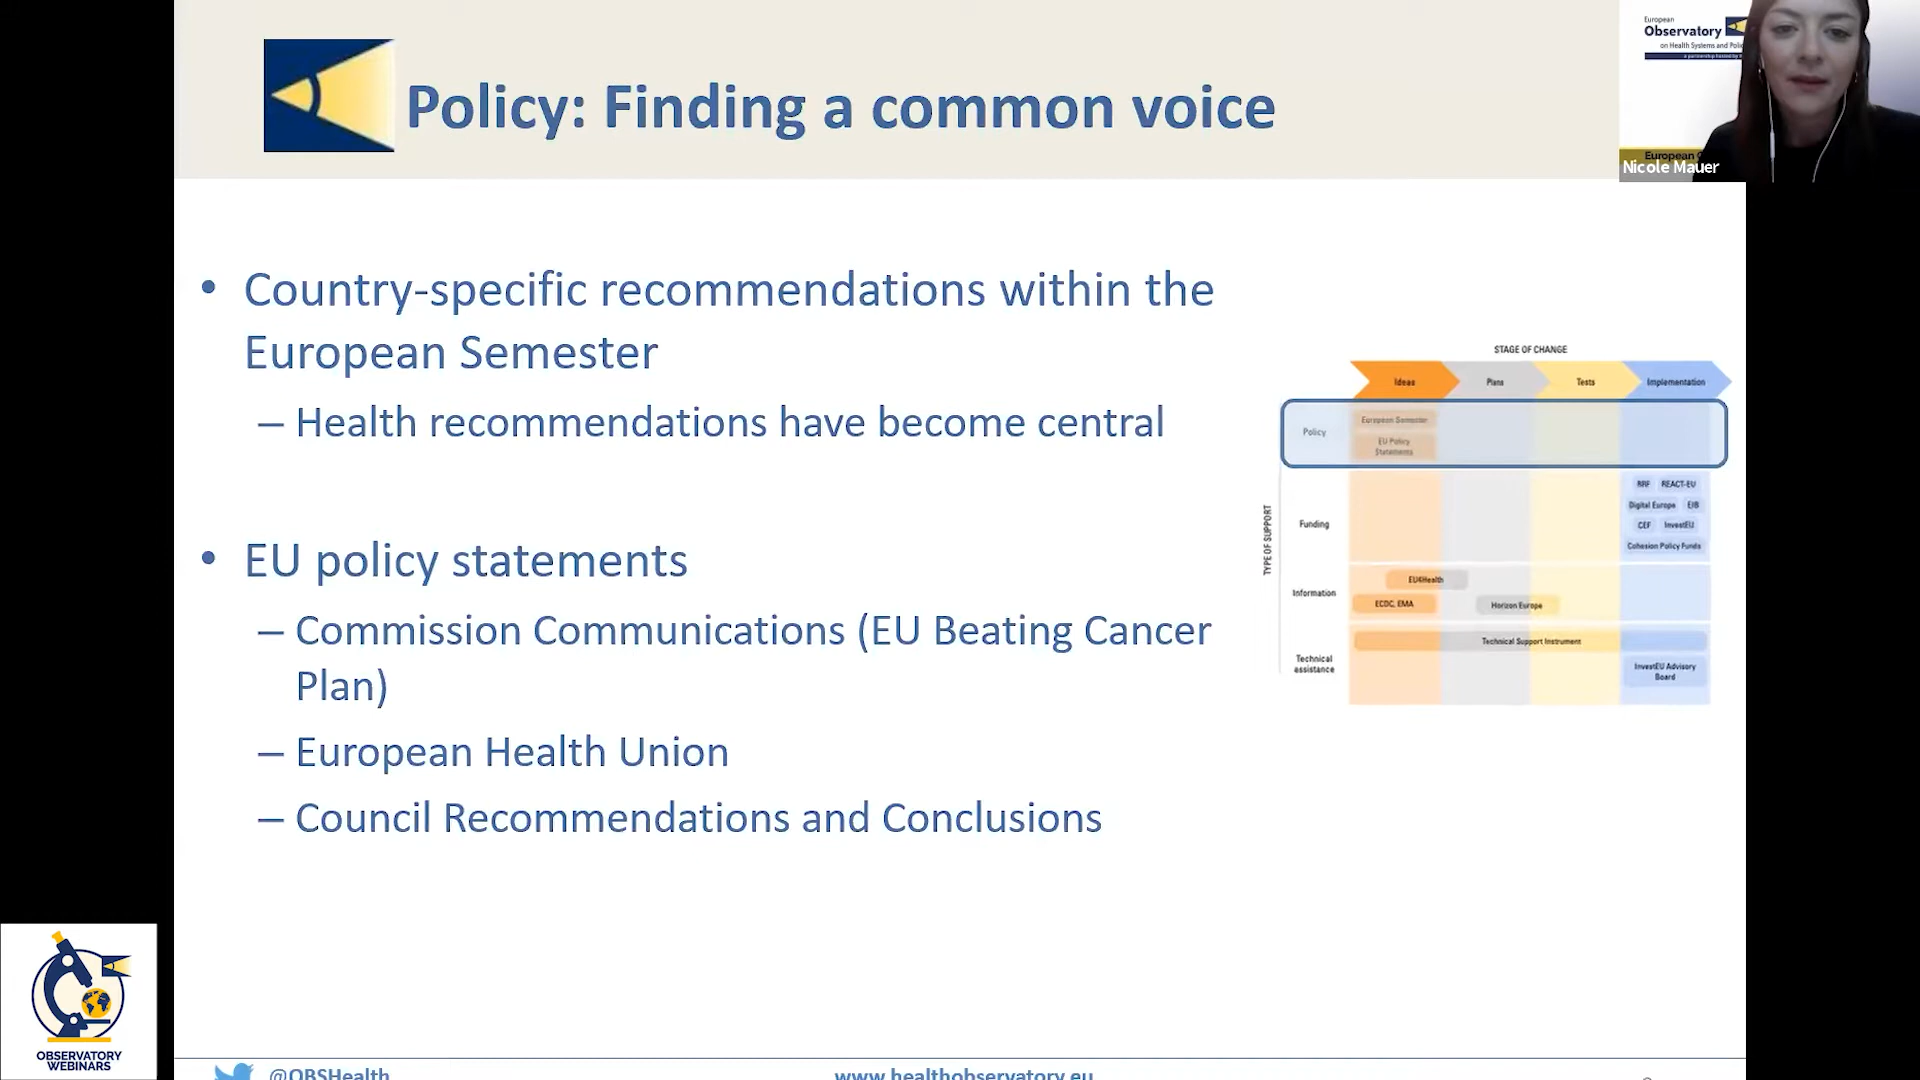 Policy: Finding a common voice
European
Observatory
on Health Systems and
European
Nicole Mauer
• Country-specific recommendations within the
European Semester
– Health recommendations have become central
• EU policy statements
– Commission Communications (EU Beating Cancer
Plan)
– European Health Union
– Council Recommendations and Conclusions
STAGE OF CHANGE
Ideas Plans Tests Implementation
TYPE OF SUPPORT
Policy
European Semester
EU Policy
Statements
Funding
RRF REACT-EU
Digital Europe EIB
CEF InvestEU
Cohesion Policy Funds
Information
EU4Health
ECDC, EMA Horizon Europe
Technical
assistance
Technical Support Instrument
InvestEU Advisory
Board
OBSERVATORY
WEBINARS
@OBSHealth
www.healthobservatory.eu